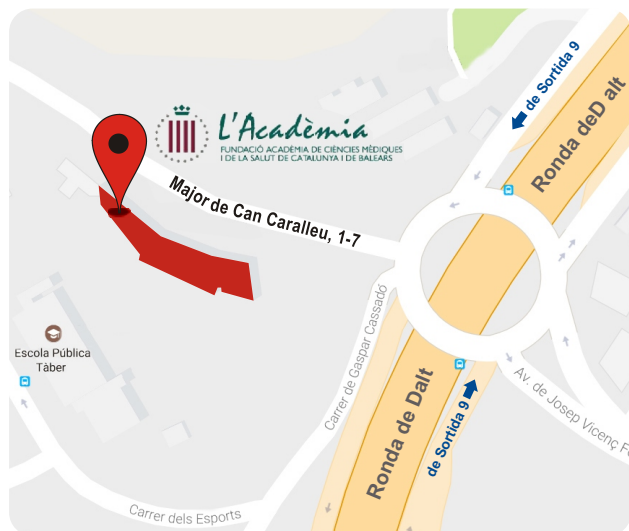 de Sortida 9
Ronda deD alt
L'Acadèmia
FUNDACIÓ ACADÈMIA DE CIÈNCIES MÈDIQUES
I DE LA SALUT DE CATALUNYA I DE BALEARS
Major de Can Caralleu, 1-7
Escola Pública
Tàber
Carrer de Gaspar Cassadó
Ronda de Dalt
de Sortida 9
Av. de Josep Vicenç
Carrer dels Esports